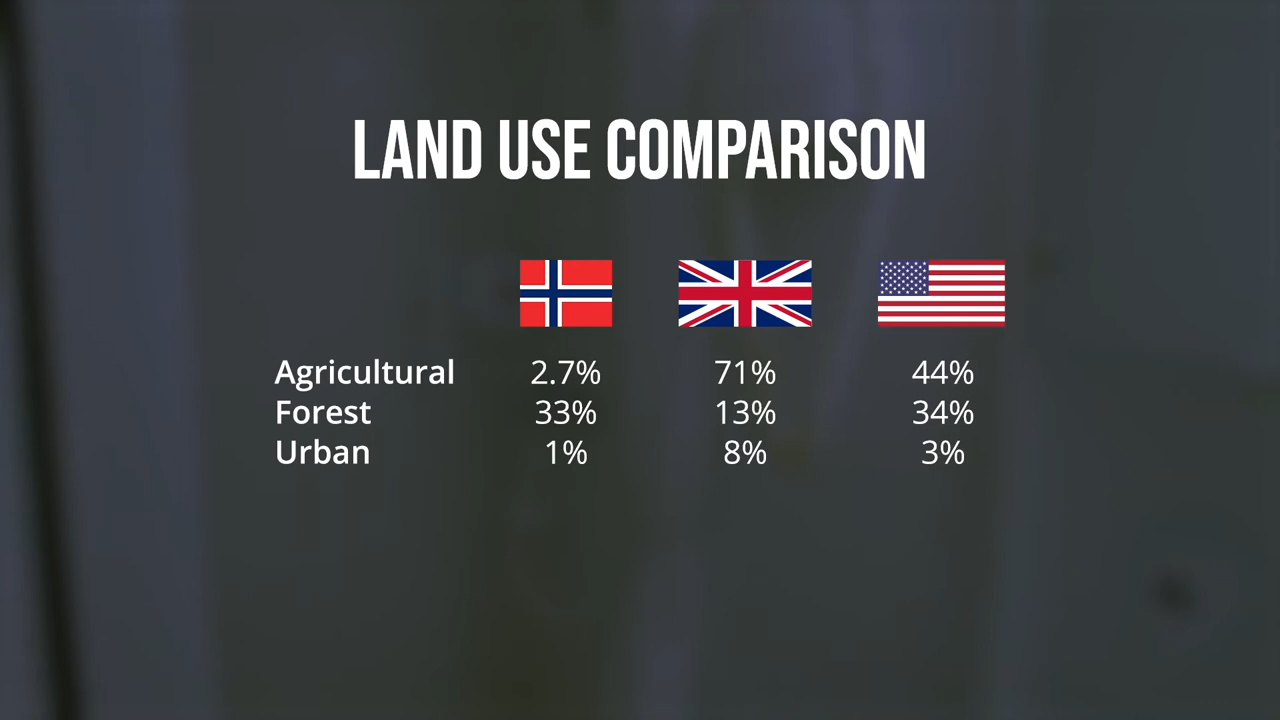 LAND USE COMPARISON
Agricultural 2.7% 71% 44%
Forest 33% 13% 34%
Urban 1% 8% 3%